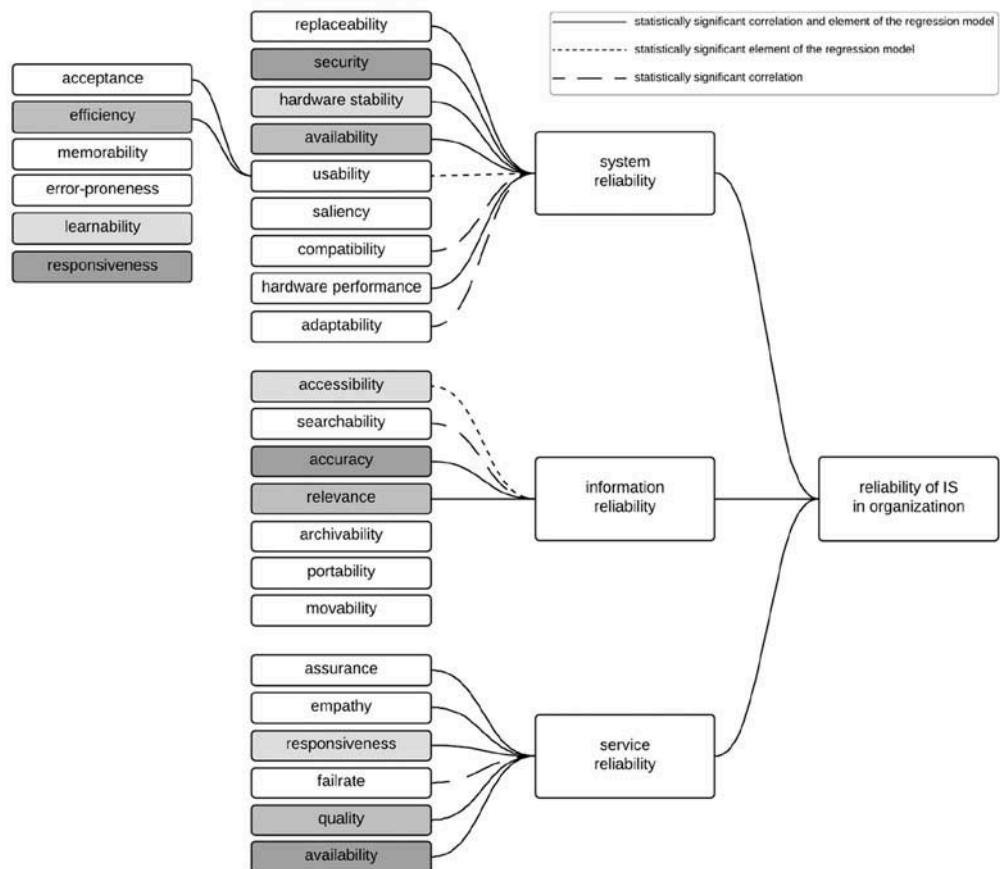 statistically significant correlation and element of the regression model
statistically significant element of the regression model
statistically significant correlation
acceptance
efficiency
memorability
error-proneness
learnability
responsiveness
replaceability
security
hardware stability
availability
usability
saliency
compatibility
hardware performance
adaptability
accessibility
searchability
accuracy
relevance
archivability
portability
movability
assurance
empathy
responsiveness
failrate
quality
availability
system
reliability
information
reliability
service
reliability
reliability of IS
in organizatinon